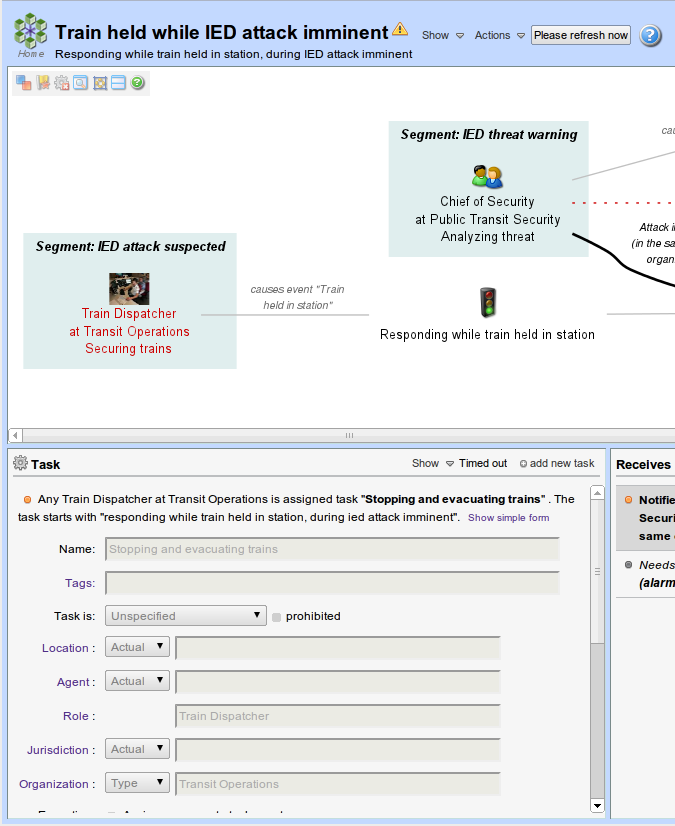 Train held while IED attack imminent
Show Actions Please refresh now
Home
Responding while train held in station, during IED attack imminent
Segment: IED threat warning
cau
Chief of Security
at Public Transit Security
Analyzing threat
Attack i
(in the sa
organ
Segment: IED attack suspected
Train Dispatcher
at Transit Operations
Securing trains
causes event "Train
held in station"
Responding while train held in station
Task
Show Timed out add new task
Any Train Dispatcher at Transit Operations is assigned task "Stopping and evacuating trains" . The
task starts with "responding while train held in station, during ied attack imminent". Show simple form
Name: Stopping and evacuating trains
Tags:
Task is: Unspecified prohibited
Location : Actual
Agent : Actual
Role : Train Dispatcher
Jurisdiction : Actual
Organization : Type Transit Operations
Receives
Notifie
Securi
same
Needs
(alarm